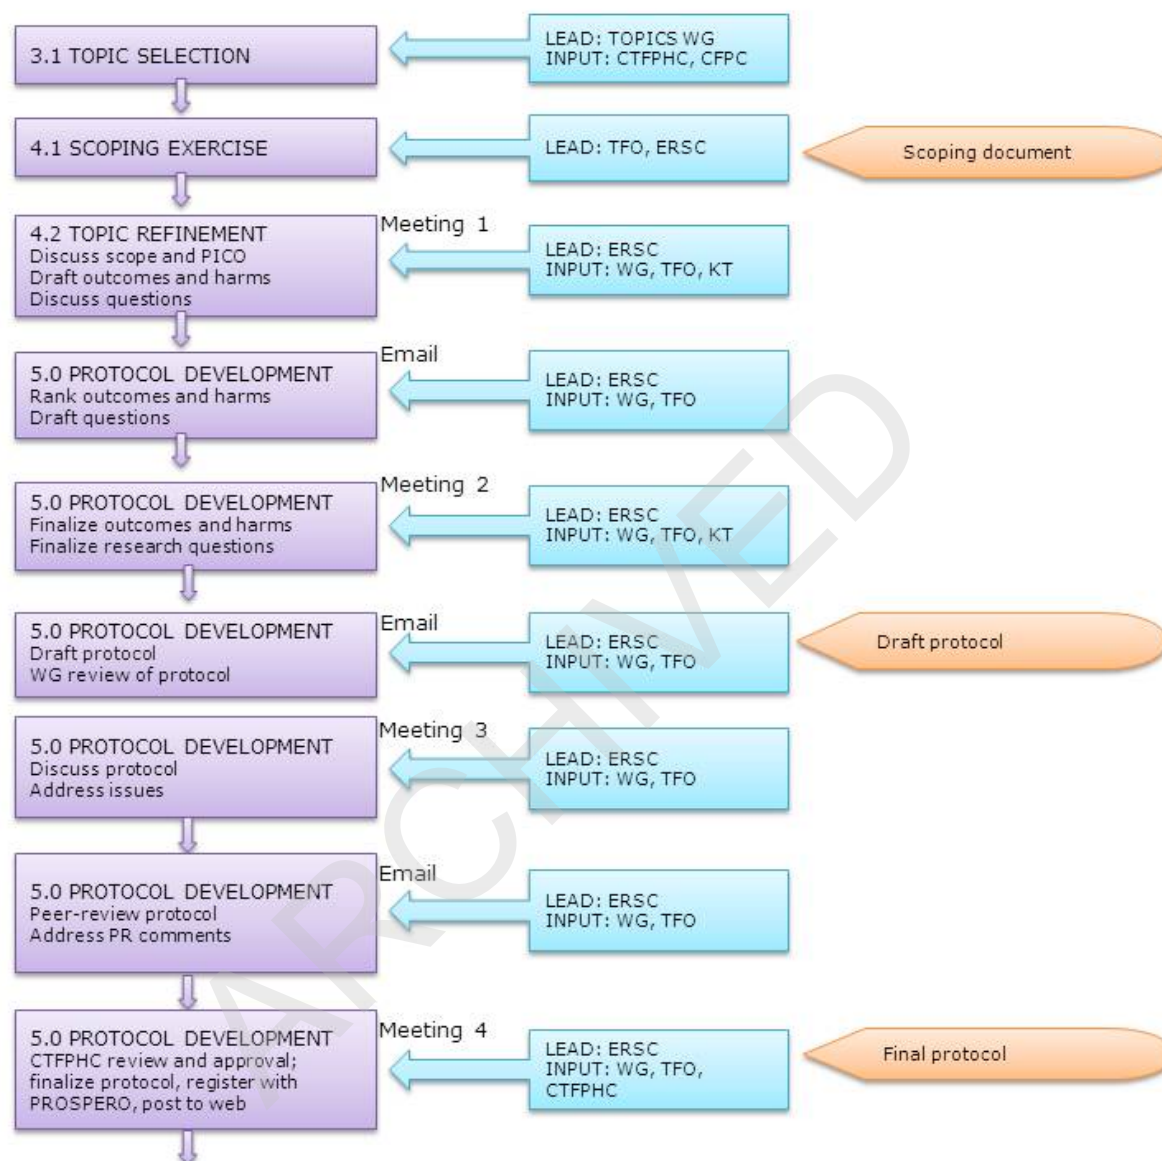 3.1 TOPIC SELECTION
LEAD: TOPICS WG
INPUT: CTFPHC, CFPC
4.1 SCOPING EXERCISE
LEAD: TFO, ERSC
Scoping document
4.2 TOPIC REFINEMENT
Discuss scope and PICO
Draft outcomes and harms
Discuss questions
Meeting 1
LEAD: ERSC
INPUT: WG, TFO, KT
5.0 PROTOCOL DEVELOPMENT
Rank outcomes and harms
Draft questions
Email
LEAD: ERSC
INPUT: WG, TFO
5.0 PROTOCOL DEVELOPMENT
Finalize outcomes and harms
Finalize research questions
Meeting 2
LEAD: ERSC
INPUT: WG, TFO, KT
5.0 PROTOCOL DEVELOPMENT
Draft protocol
WG review of protocol
Email
LEAD: ERSC
INPUT: WG, TFO
Draft protocol
5.0 PROTOCOL DEVELOPMENT
Discuss protocol
Address issues
Meeting 3
LEAD: ERSC
INPUT: WG, TFO
5.0 PROTOCOL DEVELOPMENT
Peer-review protocol
Address PR comments
Email
LEAD: ERSC
INPUT: WG, TFO
5.0 PROTOCOL DEVELOPMENT
CTFPHC review and approval;
finalize protocol, register with
PROSPERO, post to web
Meeting 4
LEAD: ERSC
INPUT: WG, TFO,
CTFPHC
Final protocol
ARCHIVED